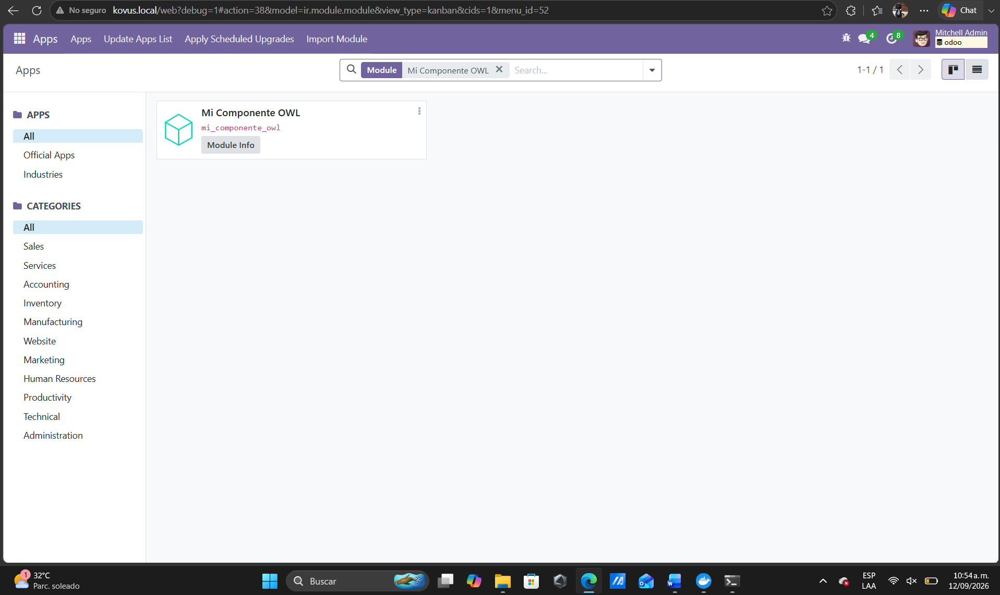 No seguro kovus.local/web?debug=1#action=38&model=ir.module.module&view_type=kanban&cids=1&menu_id=52
Chat
Apps Apps Update Apps List Apply Scheduled Upgrades Import Module
4 8
Mitchell Admin
odoo
Apps
Module Mi Componente OWL Search...
1-1 / 1
APPS
All
Official Apps
Industries
CATEGORIES
All
Sales
Services
Accounting
Inventory
Manufacturing
Website
Marketing
Human Resources
Productivity
Technical
Administration
Mi Componente OWL
mi_componente_owl
Module Info
1
32°C
Parc. soleado
Buscar
ESP
LAA
10:54 a. m.
12/09/2026